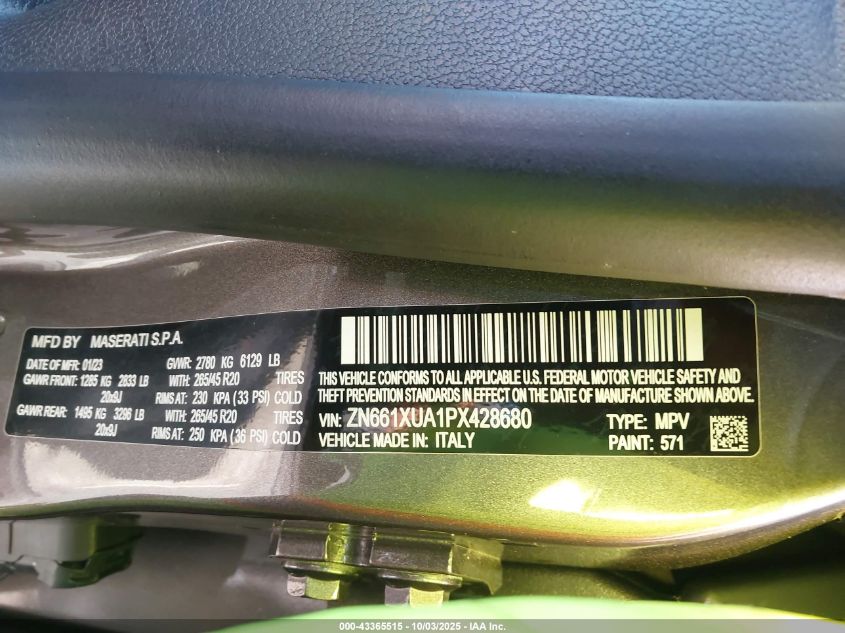 MFD BY MASERATI S.P.A.
DATE OF MFR: 01/23 GVWR: 2780 KG 6129 LB
GAWR FRONT: 1285 KG 2833 LB WITH: 265/45 R20 TIRES
20x9J RIMS AT: 230 KPA (33 PSI) COLD
GAWR REAR: 1495 KG 3296 LB WITH: 265/45 R20 TIRES
20x9J RIMS AT: 250 KPA (36 PSI) COLD
THIS VEHICLE CONFORMS TO ALL APPLICABLE U.S. FEDERAL MOTOR VEHICLE SAFETY AND
THEFT PREVENTION STANDARDS IN EFFECT ON THE DATE OF MANUFACTURE SHOWN ABOVE.
VIN: ZN661XUA1PX428680 TYPE: MPV
VEHICLE MADE IN: ITALY PAINT: 571
000-43365515 - 10/03/2025 - IAA Inc.